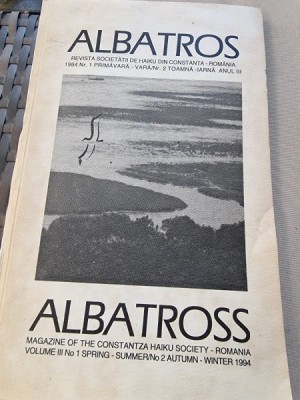 ALBATROS
REVISTA SOCIETĂȚII DE HAIKU DIN CONSTANȚA - ROMÂNIA
1994 Nr. 1 PRIMĂVARĂ - VARĂ/Nr. 2 TOAMNĂ -IARNĂ ANUL III
ALBATROSS
MAGAZINE OF THE CONSTANTZA HAIKU SOCIETY - ROMANIA
VOLUME III No 1 SPRING - SUMMER/No 2 AUTUMN - WINTER 1994